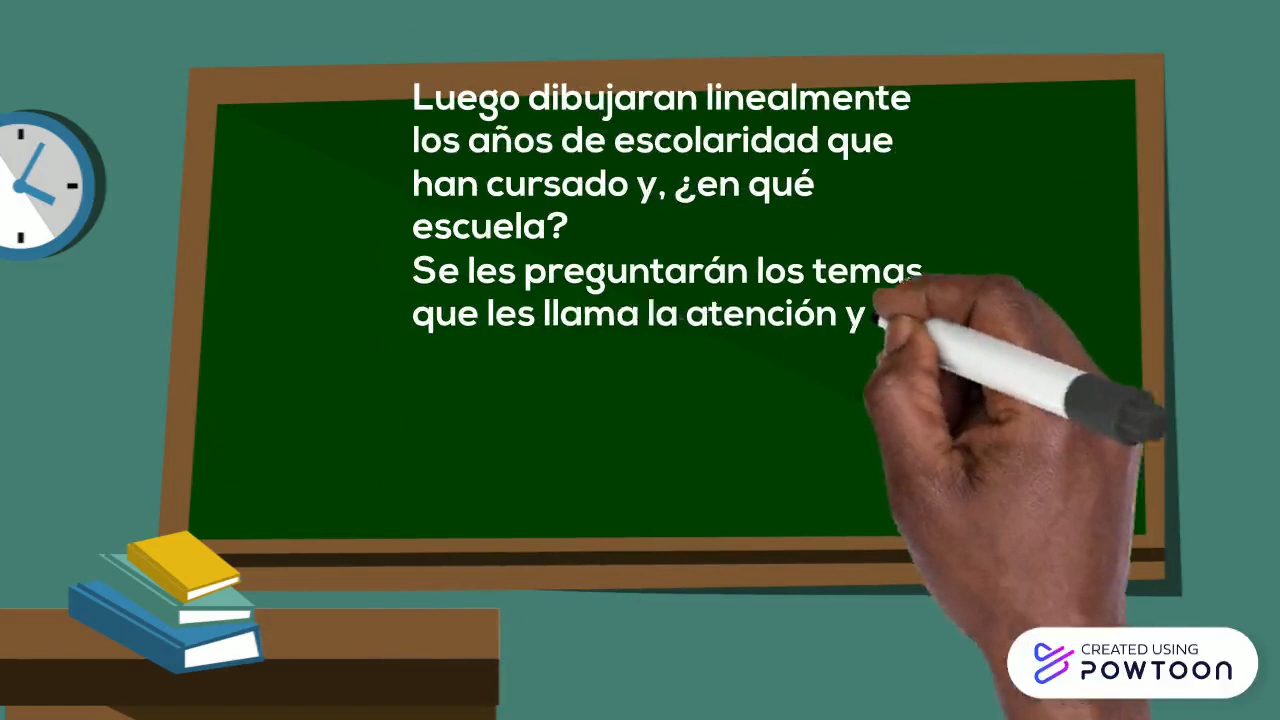 Luego dibujaran linealmente
los años de escolaridad que
han cursado y, ¿en qué
escuela?
Se les preguntarán los temas
que les llama la atención y
CREATED USING
POWTOON